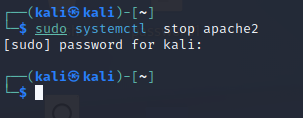 ┌──(kali㉿kali)-[~]
└─$ sudo systemctl  stop apache2
[sudo] password for kali:
┌──(kali㉿kali)-[~]
└─$